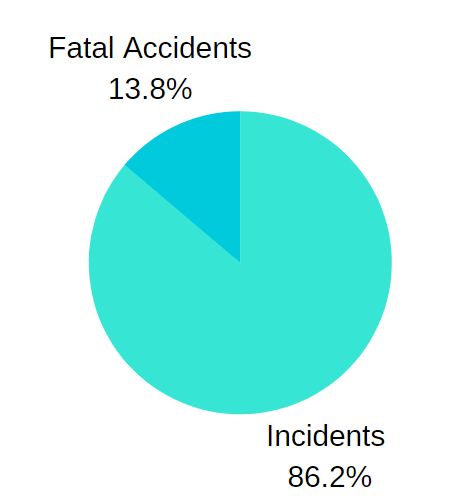 Fatal Accidents
13.8%
Incidents
86.2%